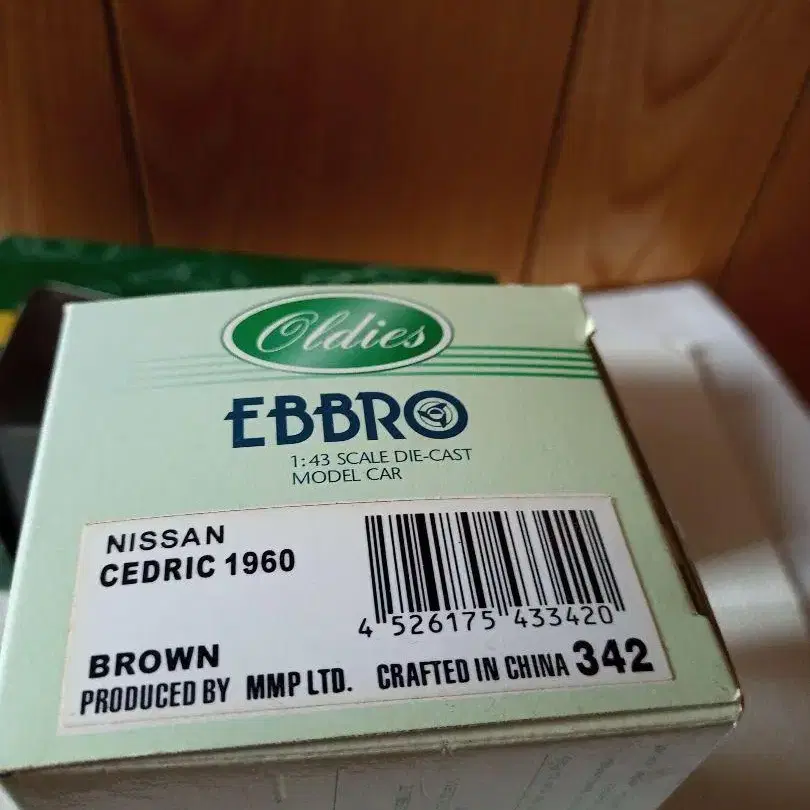 Oldies
EBBRO
1:43 SCALE DIE-CAST
MODEL CAR
NISSAN
CEDRIC 1960
4 526175 433420
BROWN
342
PRODUCED BY MMP LTD. CRAFTED IN CHINA